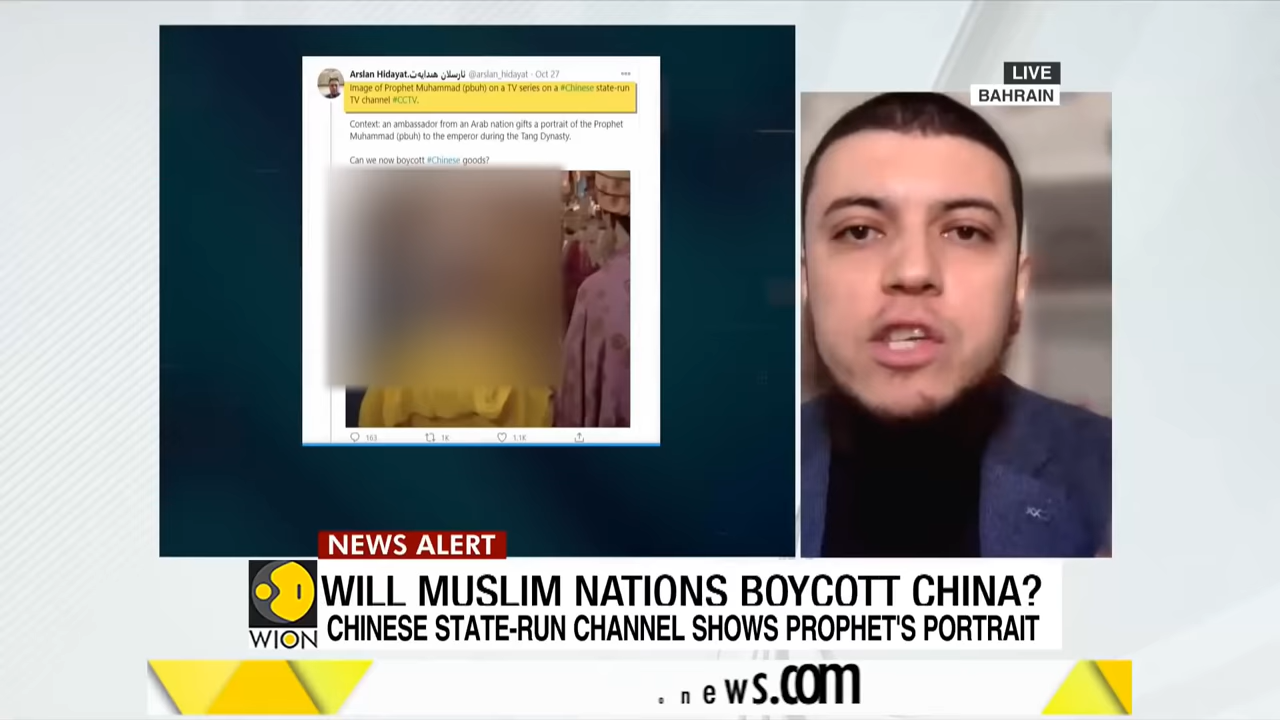 Arslan Hidayat.ئارسلان ھىدايەت @arslan_hidayat · Oct 27
Image of Prophet Muhammad (pbuh) on a TV series on a #Chinese state-run
TV channel #CCTV.
Context: an ambassador from an Arab nation gifts a portrait of the Prophet
Muhammad (pbuh) to the emperor during the Tang Dynasty.
Can we now boycott #Chinese goods?
163 1K 1.1K
LIVE
BAHRAIN
NEWS ALERT
WILL MUSLIM NATIONS BOYCOTT CHINA?
CHINESE STATE-RUN CHANNEL SHOWS PROPHET'S PORTRAIT
WION
.news.com